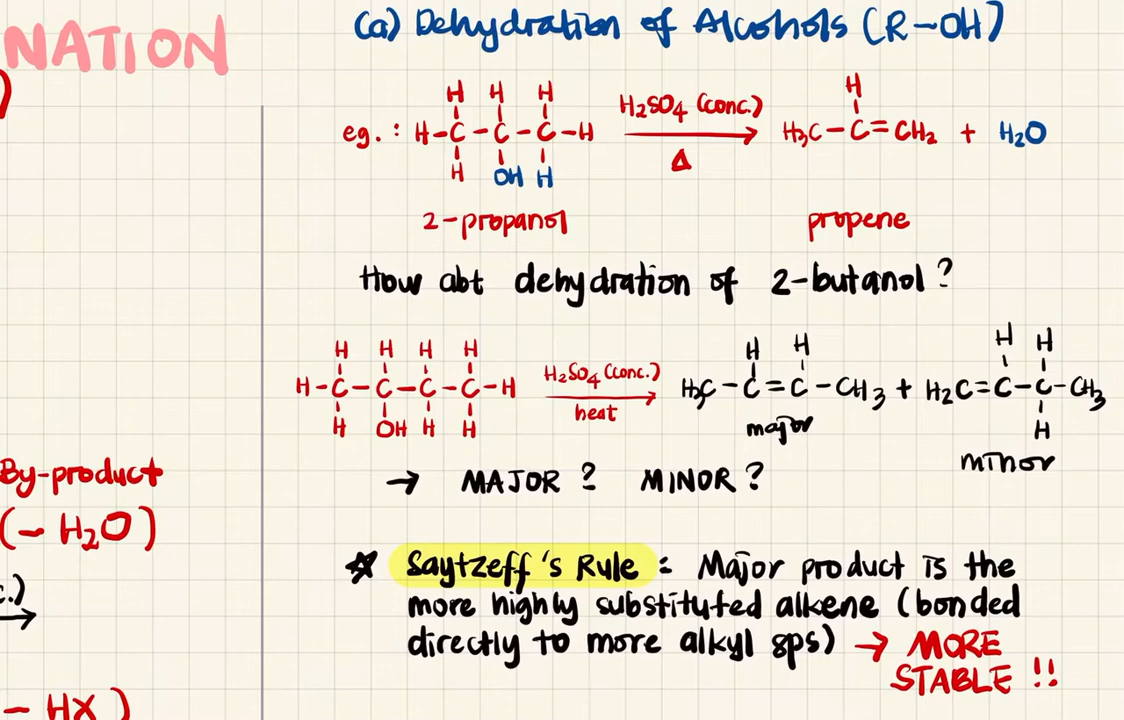 NATION
)
By-product
(- H₂O)
c.)
- HX)
(a) Dehydration of Alcohols (R-OH)
H H H H₂SO₄ (conc.) H
eg. : H-C-C-C-H → H₃C-C=CH₂ + H₂O
H OH H Δ
2-propanol propene
How abt dehydration of 2-butanol?
H H H H H₂SO₄ (conc.) H H H H
H-C-C-C-C-H → H₃C-C=C-CH₃ + H₂C=C-C-CH₃
H OH H H heat major H
minor
→ MAJOR? MINOR?
☆ Saytzeff's Rule : Major product is the
more highly substituted alkene (bonded
directly to more alkyl gps) → MORE
STABLE !!